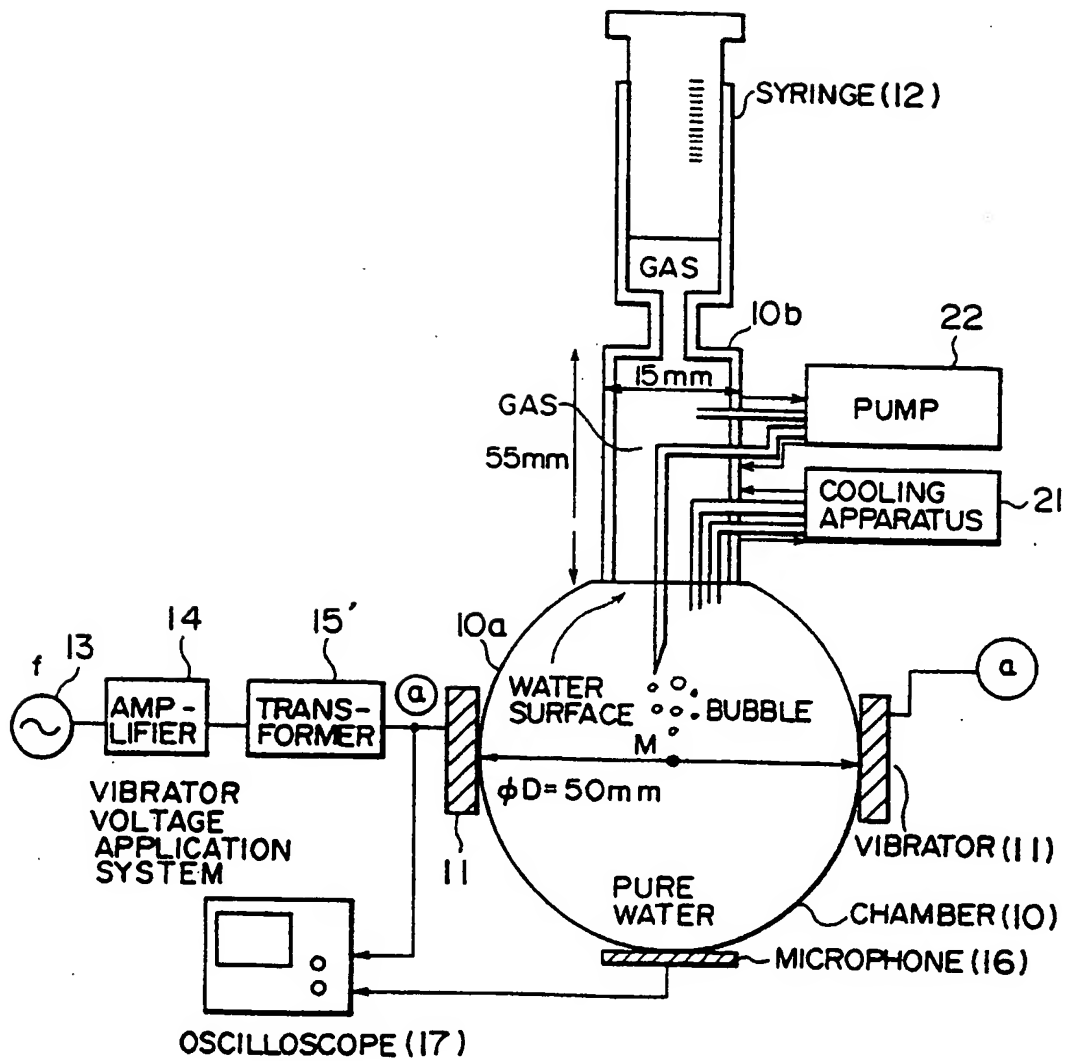 SYRINGE(12)
GAS
10b
22
15mm
PUMP
GAS
55mm
COOLING
APPARATUS
21
15'
14
10a
13
f
a
a
AMP-
LIFIER
TRANS-
FORMER
WATER
SURFACE
BUBBLE
M
φD=50mm
VIBRATOR
VOLTAGE
APPLICATION
SYSTEM
11
VIBRATOR(11)
PURE
WATER
CHAMBER(10)
MICROPHONE(16)
OSCILLOSCOPE(17)